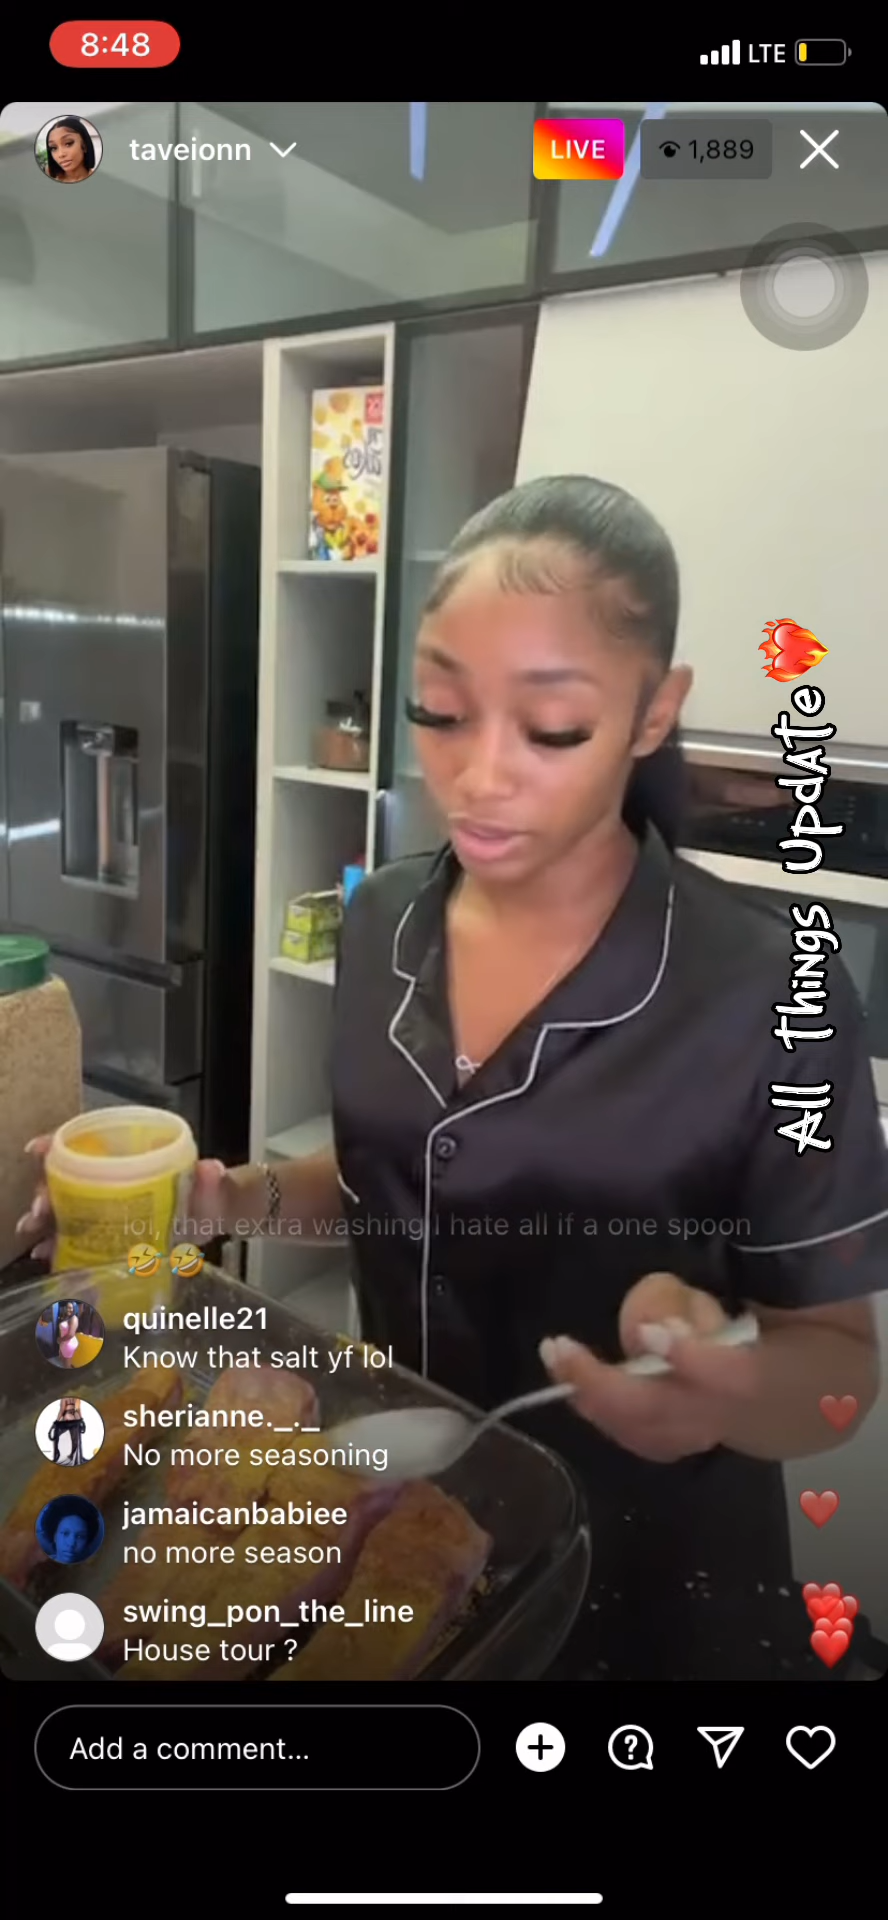 8:48
LTE
taveionn
LIVE
1,889
All Things Update
lol, that extra washing I hate all if a one spoon
🤣🤣
quinelle21
Know that salt yf lol
sherianne._._
No more seasoning
jamaicanbabiee
no more season
swing_pon_the_line
House tour ?
Add a comment...